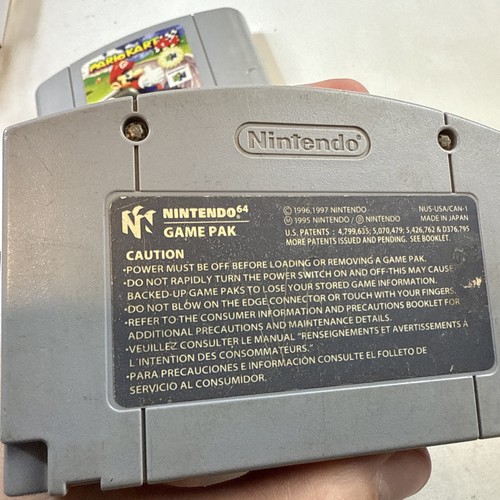 MARIOKART
Nintendo
NINTENDO64
GAME PAK
© 1996, 1997 NINTENDO
Ⓜ 1995 NINTENDO / Ⓟ NINTENDO
NUS-USA/CAN-1
MADE IN JAPAN
U.S. PATENTS : 4,799,635; 5,070,479; 5,426,762 & D376,795
MORE PATENTS ISSUED AND PENDING. SEE BOOKLET.
CAUTION
•POWER MUST BE OFF BEFORE LOADING OR REMOVING A GAME PAK.
•DO NOT RAPIDLY TURN THE POWER SWITCH ON AND OFF-THIS MAY CAUSE
BACKED-UP GAME PAKS TO LOSE YOUR STORED GAME INFORMATION.
•DO NOT BLOW ON THE EDGE CONNECTOR OR TOUCH WITH YOUR FINGERS.
•REFER TO THE CONSUMER INFORMATION AND PRECAUTIONS BOOKLET FOR
ADDITIONAL PRECAUTIONS AND MAINTENANCE DETAILS.
•VEUILLEZ CONSULTER LE MANUAL "RENSEIGNEMENTS ET AVERTISSEMENTS À
L'INTENTION DES CONSOMMATEURS."
•PARA PRECAUCIONES E INFORMACIÓN CONSULTE EL FOLLETO DE
SERVICIO AL CONSUMIDOR.